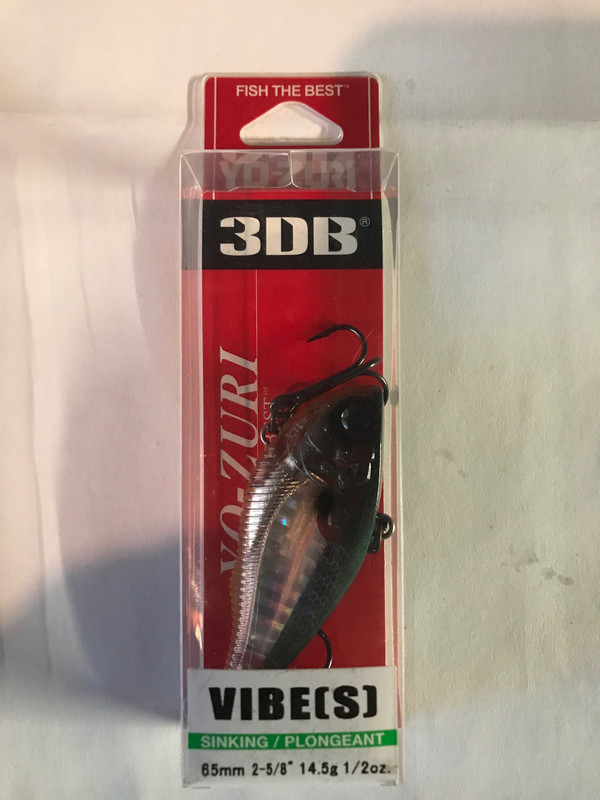 FISH THE BEST™
YO-ZURI
3DB®
YO-ZURI
VIBE(S)
SINKING / PLONGEANT
65mm 2-5/8" 14.5g 1/2oz.